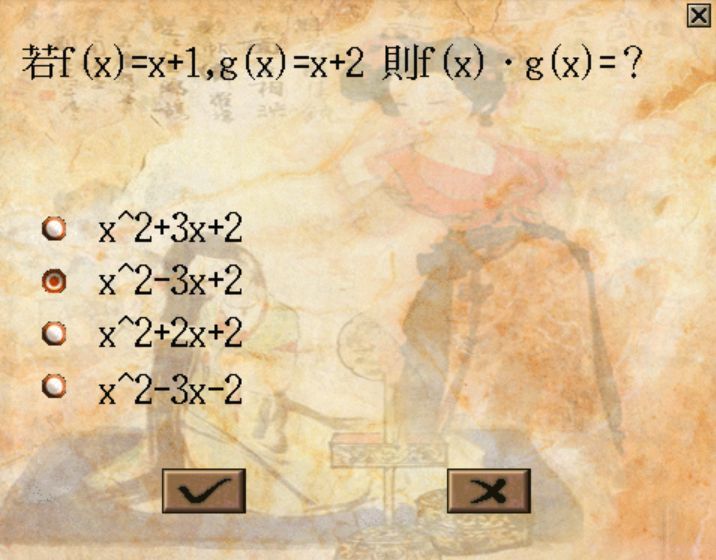 若f(x)=x+1,g(x)=x+2 則f(x)·g(x)=?
x^2+3x+2
x^2-3x+2
x^2+2x+2
x^2-3x-2